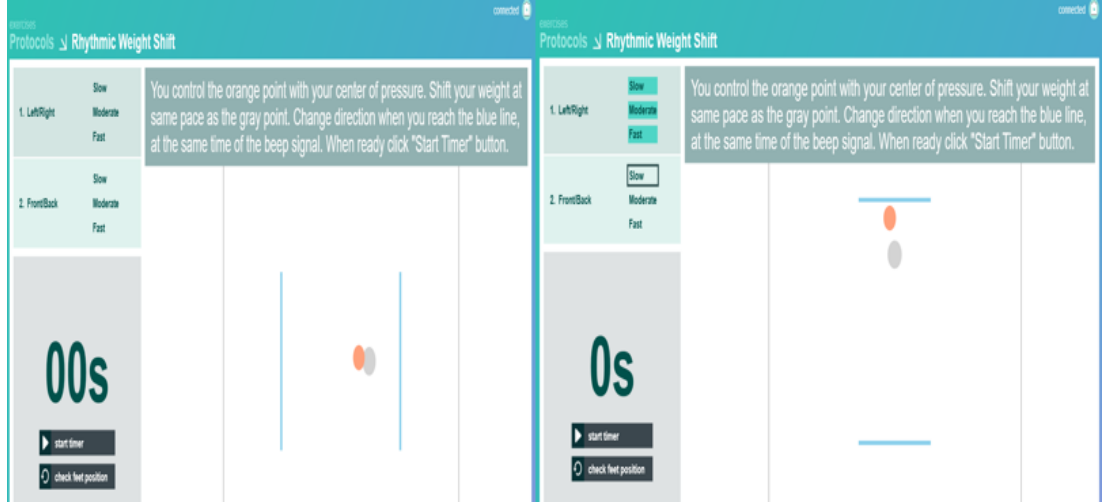 connected
exercises
Protocols Rhythmic Weight Shift
1. Left/Right
Slow
Moderate
Fast
2. Front/Back
Slow
Moderate
Fast
You control the orange point with your center of pressure. Shift your weight at
same pace as the gray point. Change direction when you reach the blue line,
at the same time of the beep signal. When ready click "Start Timer" button.
00s
start timer
check feet position
connected
exercises
Protocols Rhythmic Weight Shift
1. Left/Right
Slow
Moderate
Fast
2. Front/Back
Slow
Moderate
Fast
You control the orange point with your center of pressure. Shift your weight at
same pace as the gray point. Change direction when you reach the blue line,
at the same time of the beep signal. When ready click "Start Timer" button.
0s
start timer
check feet position